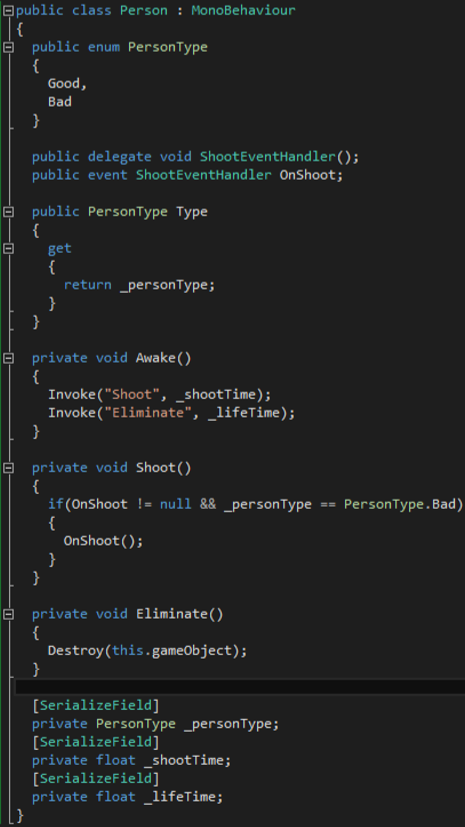 public class Person : MonoBehaviour
{
  public enum PersonType
  {
    Good,
    Bad
  }

  public delegate void ShootEventHandler();
  public event ShootEventHandler OnShoot;

  public PersonType Type
  {
    get
    {
      return _personType;
    }
  }

  private void Awake()
  {
    Invoke("Shoot", _shootTime);
    Invoke("Eliminate", _lifeTime);
  }

  private void Shoot()
  {
    if(OnShoot != null && _personType == PersonType.Bad)
    {
      OnShoot();
    }
  }

  private void Eliminate()
  {
    Destroy(this.gameObject);
  }

  [SerializeField]
  private PersonType _personType;
  [SerializeField]
  private float _shootTime;
  [SerializeField]
  private float _lifeTime;
}